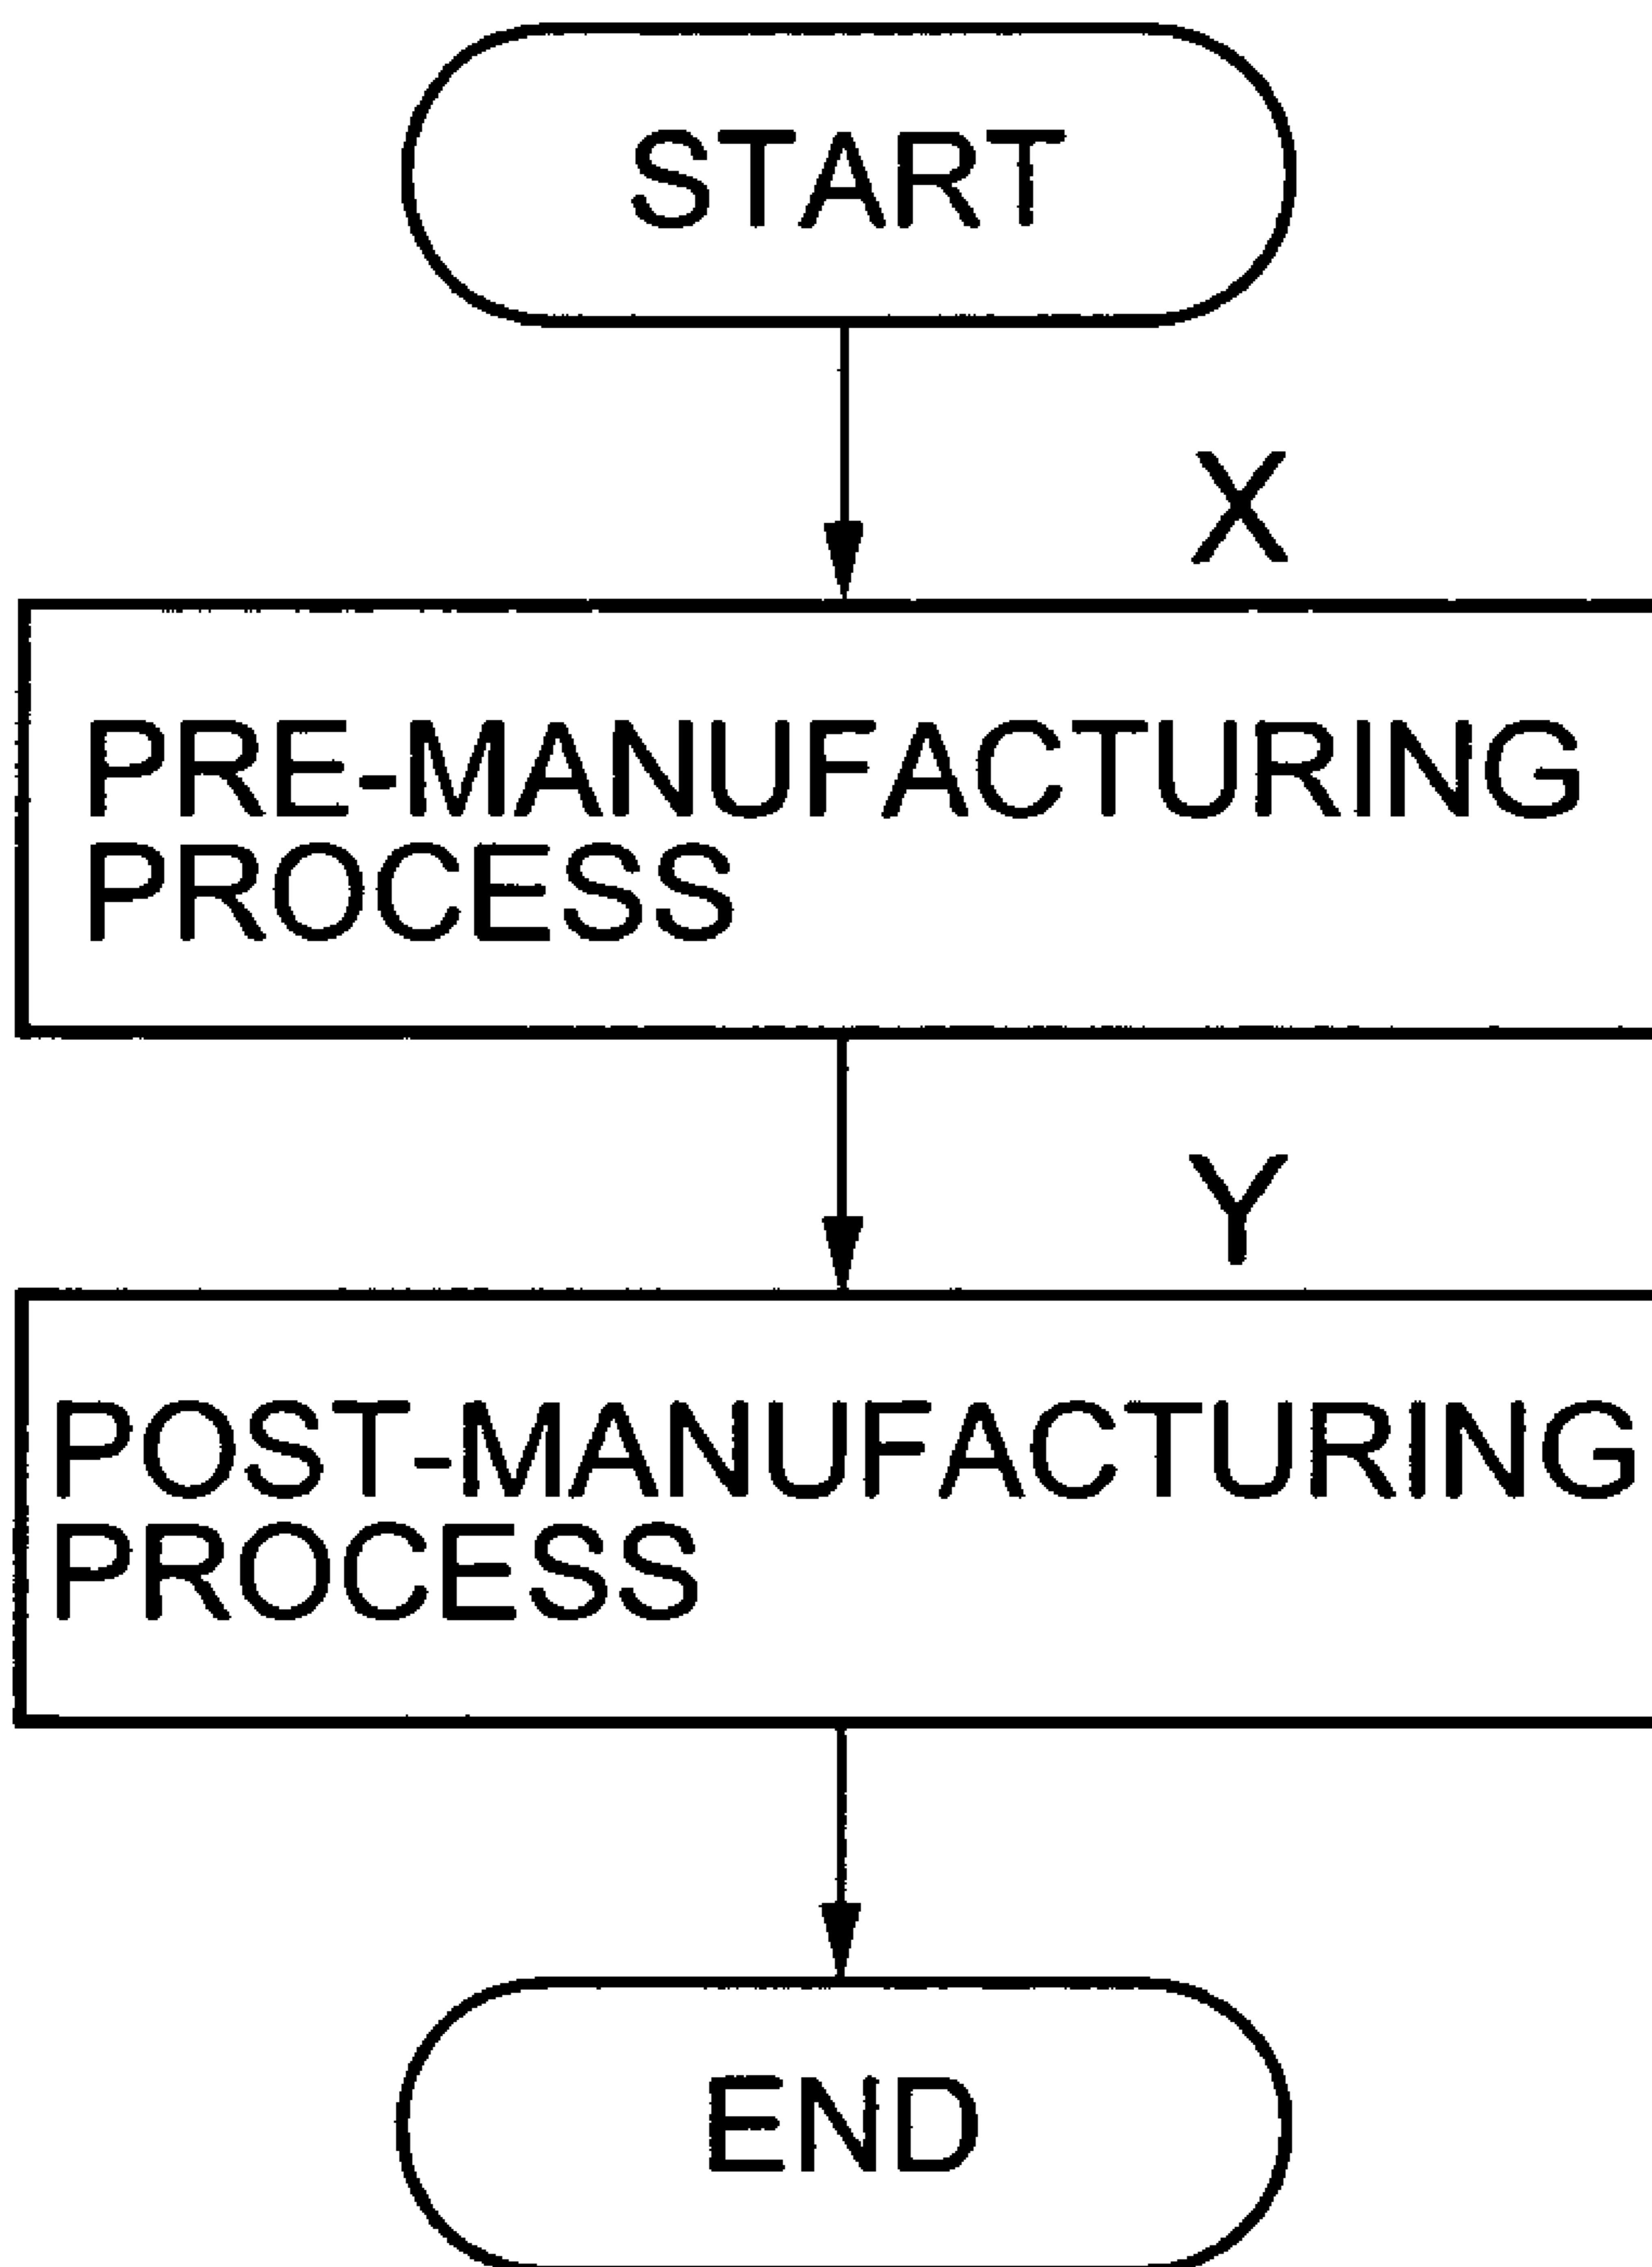 START
X
PRE-MANUFACTURING
PROCESS
Y
POST-MANUFACTURING
PROCESS
END